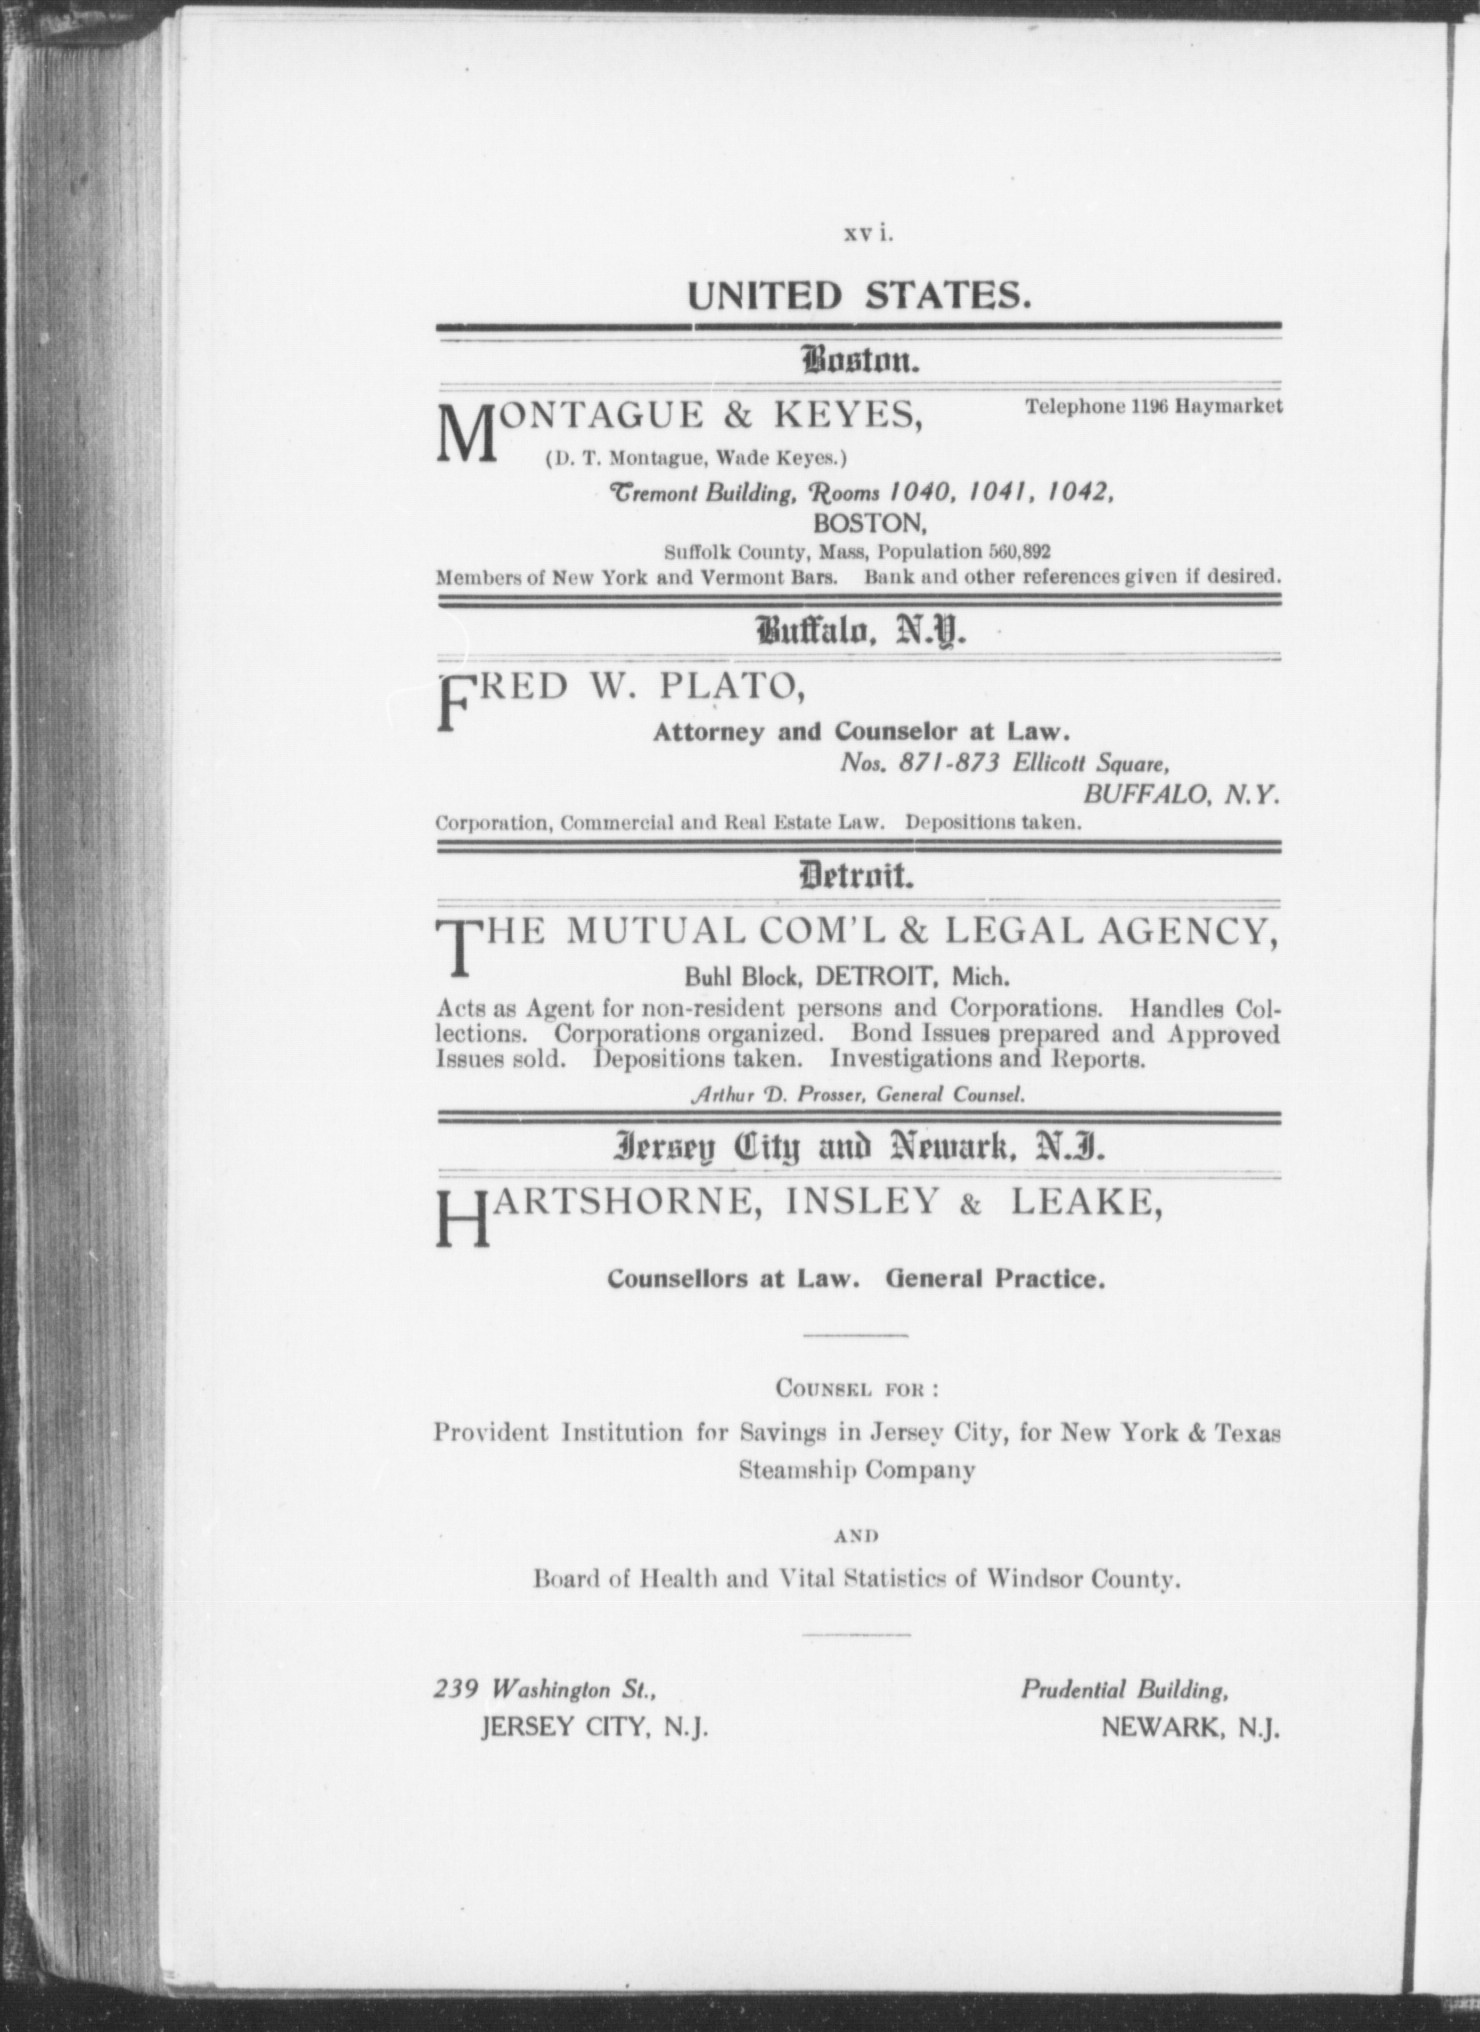 xvi.
UNITED STATES.
Boston.
MONTAGUE & KEYES,
Telephone 1196 Haymarket
(D. T. Montague, Wade Keyes.)
Tremont Building, Rooms 1040, 1041, 1042,
BOSTON,
Suffolk County, Mass, Population 560,892
Members of New York and Vermont Bars. Bank and other references given if desired.
Buffalo, N.Y.
FRED W. PLATO,
Attorney and Counselor at Law.
Nos. 871-873 Ellicott Square,
BUFFALO, N.Y.
Corporation, Commercial and Real Estate Law. Depositions taken.
Detroit.
THE MUTUAL COM'L & LEGAL AGENCY,
Buhl Block, DETROIT, Mich.
Acts as Agent for non-resident persons and Corporations. Handles Col-
lections. Corporations organized. Bond Issues prepared and Approved
Issues sold. Depositions taken. Investigations and Reports.
Arthur D. Prosser, General Counsel.
Jersey City and Newark, N.J.
HARTSHORNE, INSLEY & LEAKE,
Counsellors at Law. General Practice.
COUNSEL FOR :
Provident Institution for Savings in Jersey City, for New York & Texas
Steamship Company
AND
Board of Health and Vital Statistics of Windsor County.
239 Washington St.,
JERSEY CITY, N.J.
Prudential Building,
NEWARK, N.J.